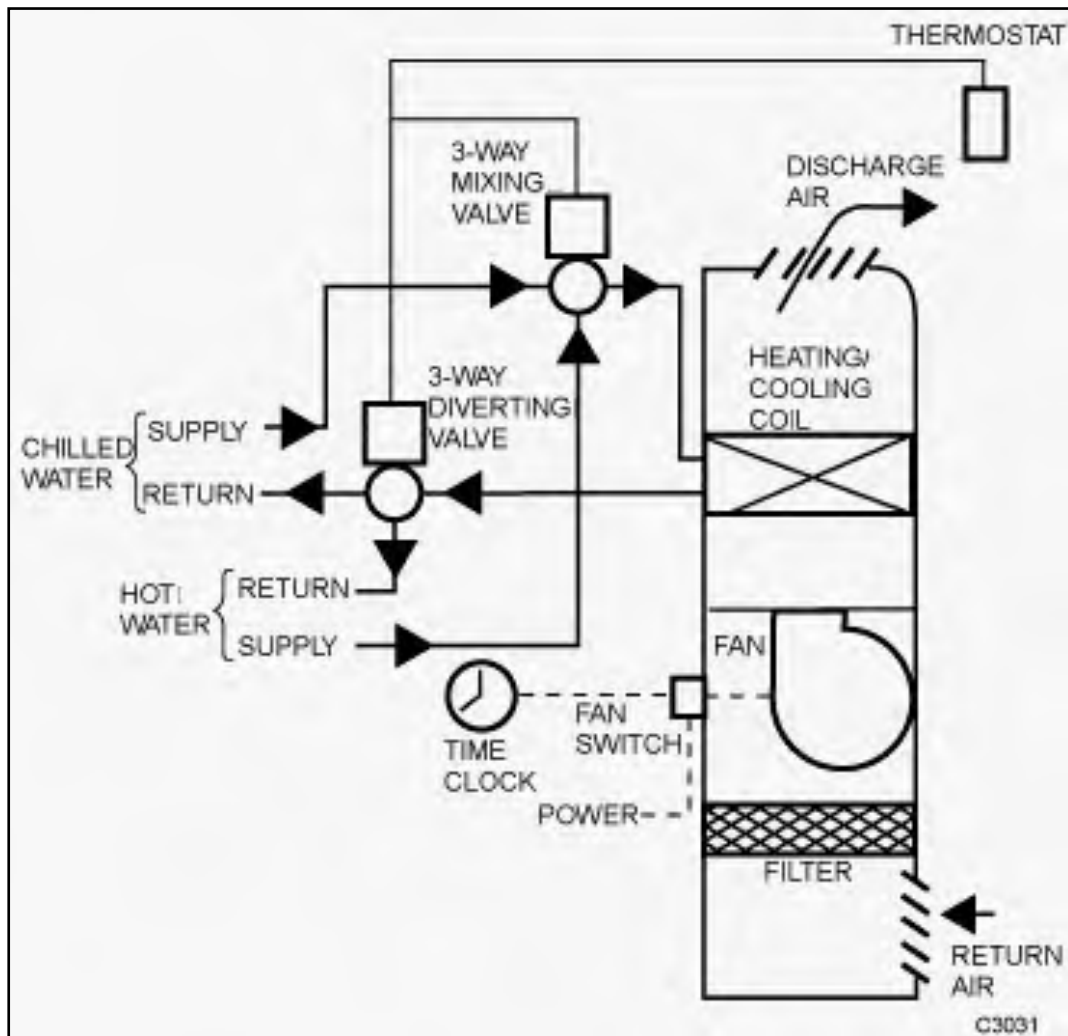 THERMOSTAT
3-WAY
MIXING
VALVE
DISCHARGE
AIR
HEATING/
COOLING
COIL
3-WAY
DIVERTING
VALVE
CHILLED
WATER
SUPPLY
RETURN
HOT
WATER
RETURN
SUPPLY
FAN
FAN
SWITCH
TIME
CLOCK
POWER
FILTER
RETURN
AIR
C3031